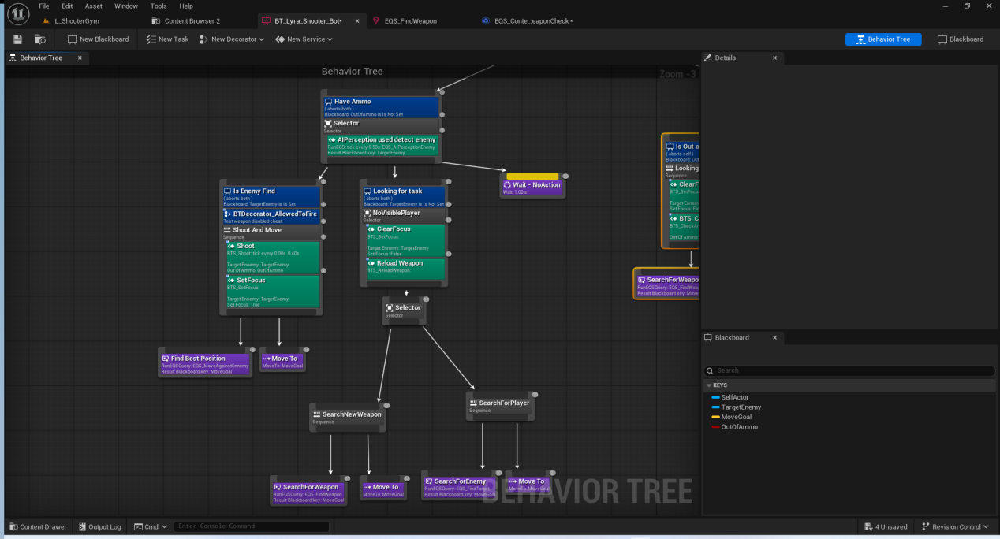 File Edit Asset Window Tools Help
L_ShooterGym Content Browser 2 BT_Lyra_Shooter_Bot* × EQS_FindWeapon EQS_Conte...eaponCheck*
New Blackboard New Task New Decorator New Service Behavior Tree Blackboard
Behavior Tree ×
Details ×
Behavior Tree
Zoom -3
Have Ammo
( aborts both )
Blackboard: OutOfAmmo is Is Not Set
Selector
Selector
AIPerception used detect enemy
RunEQS: tick every 0.50s: EQS_AIPerceptionEnemy
Result Blackboard key: TargetEnemy
Is Enemy Find
( aborts both )
Blackboard: TargetEnemy is Is Set
BTDecorator_AllowedToFire
Test weapon disabled cheat
Shoot And Move
Sequence
Shoot
BTS_Shoot: tick every 0.00s..0.40s
Target Ennemy: TargetEnemy
Out Of Ammo: OutOfAmmo
SetFocus
BTS_SetFocus:
Target Ennemy: TargetEnemy
Set Focus: True
Looking for task
( aborts both )
Blackboard: TargetEnemy is Is Not Set
NoVisiblePlayer
Selector
ClearFocus
BTS_SetFocus:
Target Ennemy: TargetEnemy
Set Focus: False
Reload Weapon
BTS_ReloadWeapon:
Wait - NoAction
Wait: 1.00 s
Is Out o
( aborts self )
Blackboard: Out
Looking
Sequence
ClearF
BTS_SetFocu
Target Ennem
Set Focus: Fal
BTS_C
BTS_CheckAr
Out Of Ammo:
SearchForWeapo
RunEQSQuery: EQS_FindWeap
Result Blackboard key: Move
Selector
Selector
Find Best Position
RunEQSQuery: EQS_MoveAgainstEnnemy
Result Blackboard key: MoveGoal
Move To
MoveTo: MoveGoal
SearchNewWeapon
Sequence
SearchForPlayer
Sequence
SearchForWeapon
RunEQSQuery: EQS_FindWeapon
Result Blackboard key: MoveGoal
Move To
MoveTo: MoveGoal
SearchForEnemy
RunEQSQuery: EQS_FindTarget
Result Blackboard key: MoveGoal
Move To
MoveTo: MoveGoal
BEHAVIOR TREE
Blackboard ×
Search
KEYS
SelfActor
TargetEnemy
MoveGoal
OutOfAmmo
Content Drawer Output Log Cmd Enter Console Command 4 Unsaved Revision Control